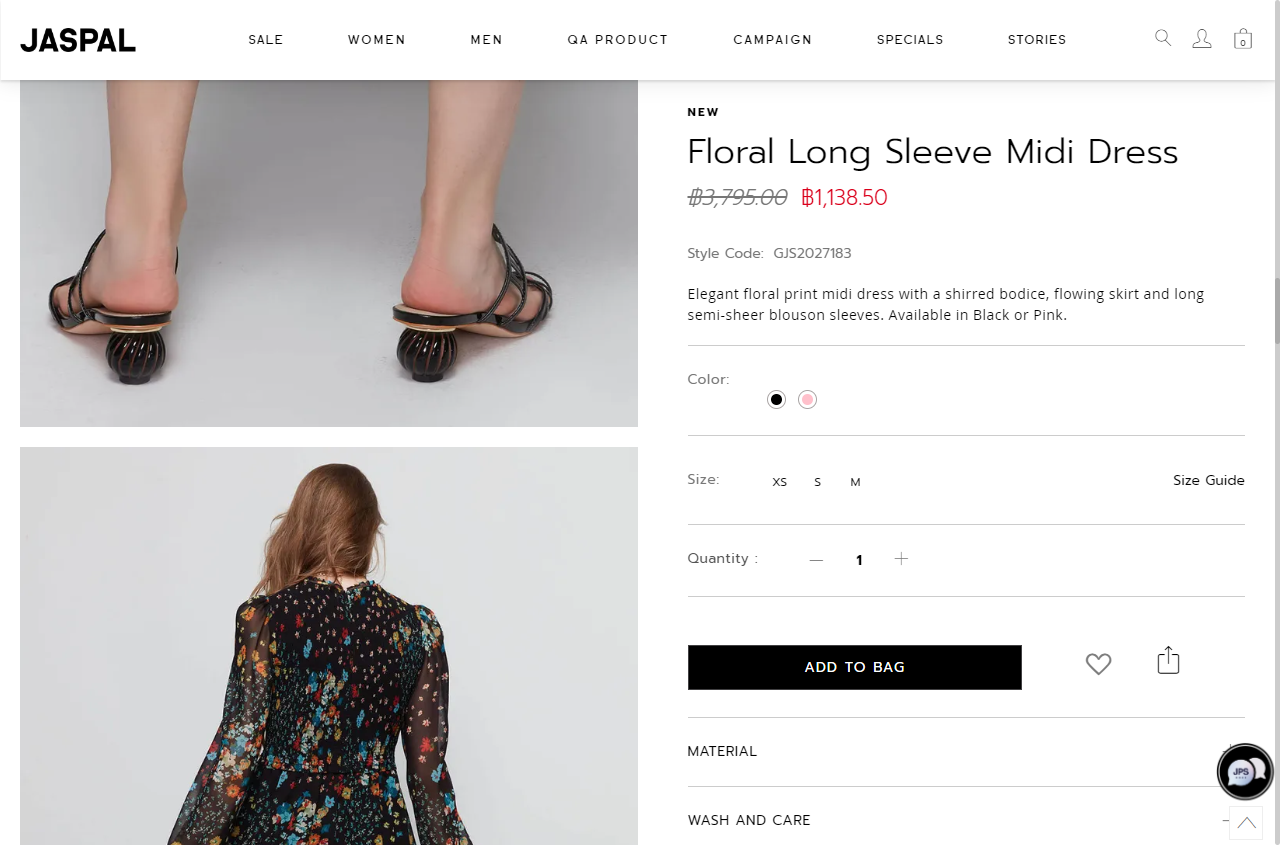 JASPAL
SALE WOMEN MEN QA PRODUCT CAMPAIGN SPECIALS STORIES
0
NEW
Floral Long Sleeve Midi Dress
฿3,795.00 ฿1,138.50
Style Code: GJS2027183
Elegant floral print midi dress with a shirred bodice, flowing skirt and long
semi-sheer blouson sleeves. Available in Black or Pink.
Color:
Size: XS S M Size Guide
Quantity : — 1 +
ADD TO BAG
MATERIAL
JPS
WASH AND CARE